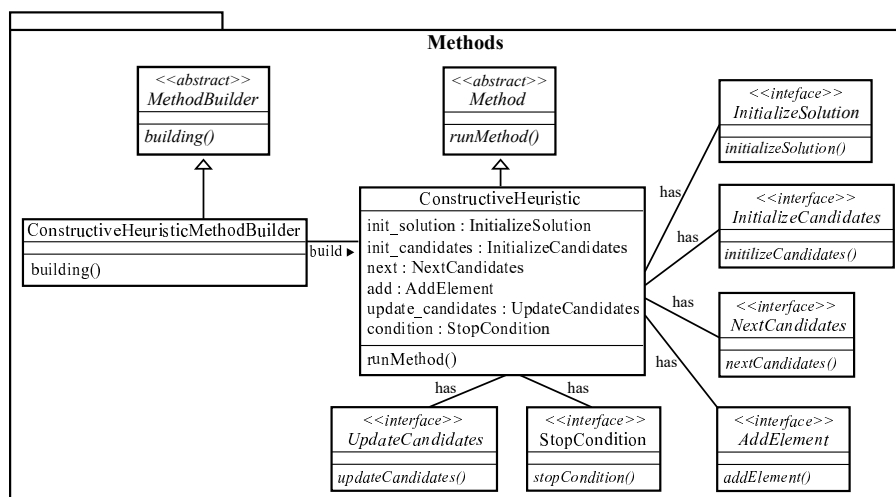 Methods
<<abstract>>
MethodBuilder
building()
<<abstract>>
Method
runMethod()
<<inteface>>
InitializeSolution
initializeSolution()
ConstructiveHeuristicMethodBuilder
building()
build
ConstructiveHeuristic
init_solution : InitializeSolution
init_candidates : InitializeCandidates
next : NextCandidates
add : AddElement
update_candidates : UpdateCandidates
condition : StopCondition
runMethod()
has
has
has
has
<<interface>>
InitializeCandidates
initilizeCandidates()
<<interface>>
NextCandidates
nextCandidates()
has
has
<<interface>>
UpdateCandidates
updateCandidates()
<<interface>>
StopCondition
stopCondition()
<<interface>>
AddElement
addElement()